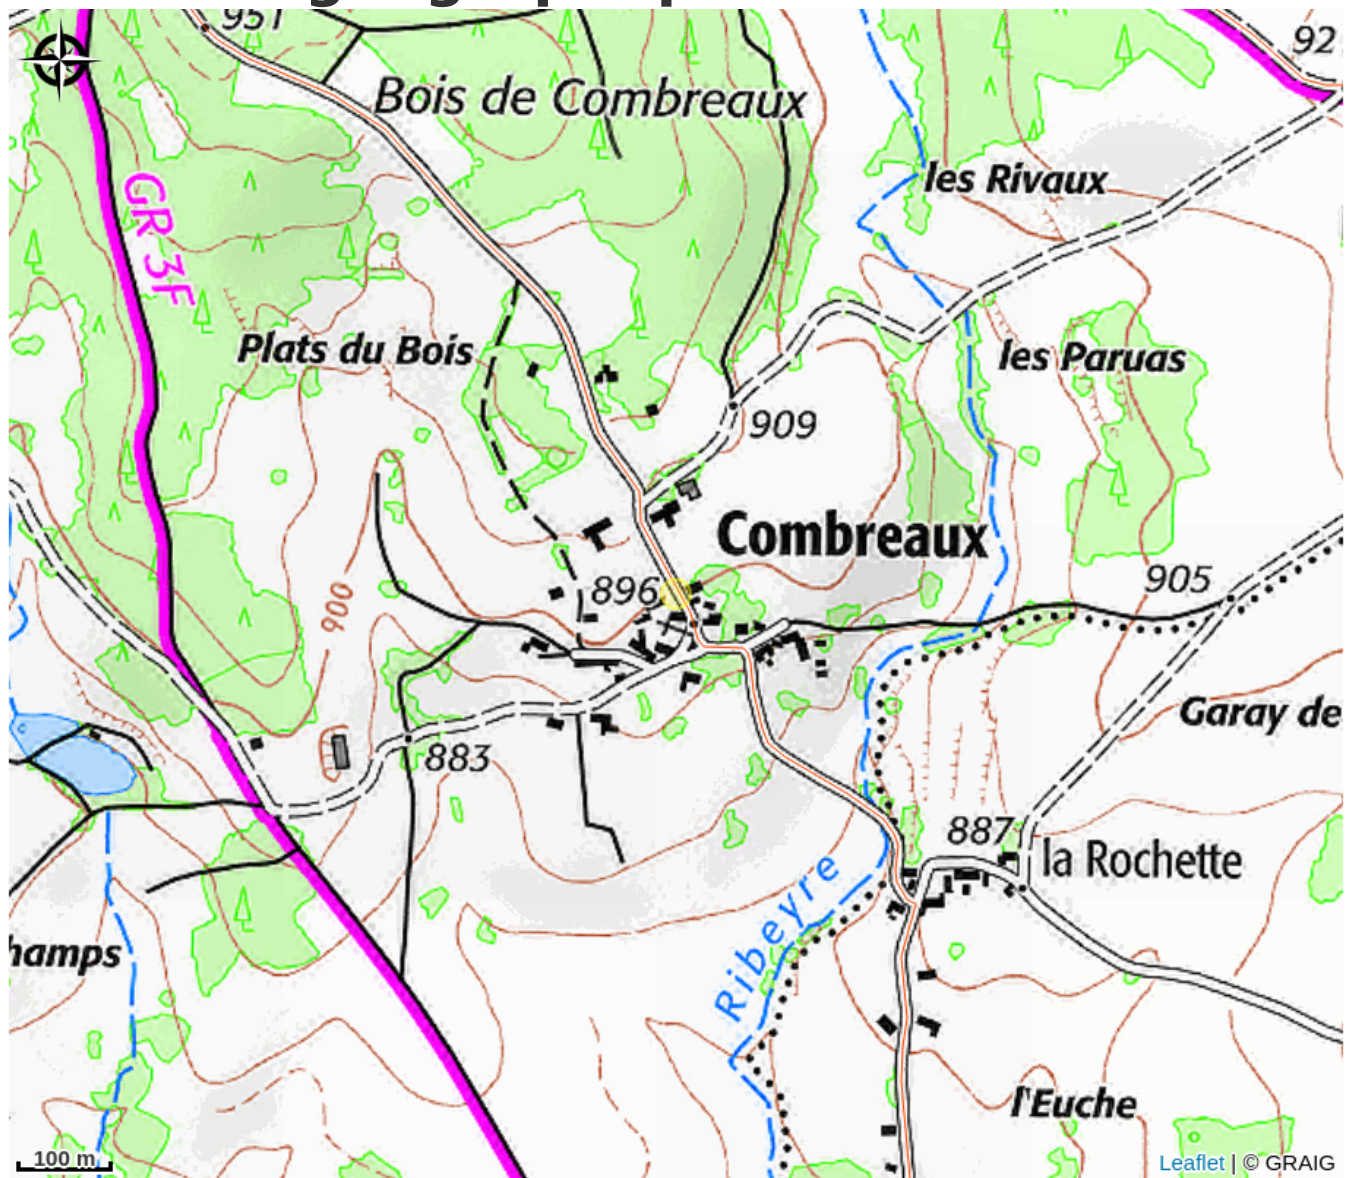 951
92
Bois de Combreaux
les Rivaux
GR 3F
Plats du Bois
les Paruas
909
Combreaux
896
905
900
Garay de
883
887
la Rochette
Ribeyre
hamps
l'Euche
100 m
Leaflet | © GRAIG